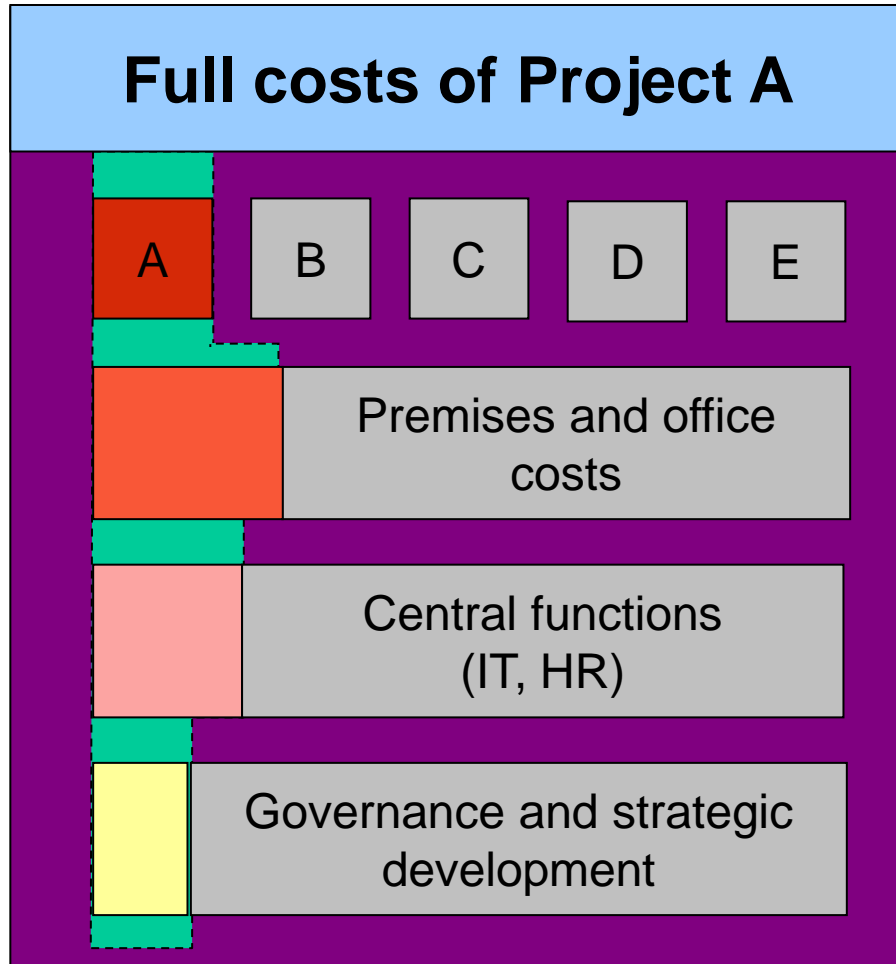 Full costs of Project A
A B C D E
Premises and office
costs
Central functions
(IT, HR)
Governance and strategic
development